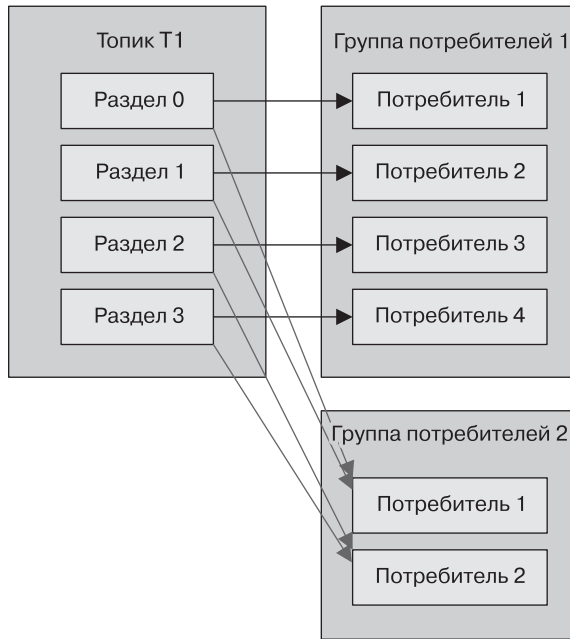 Топик T1
Раздел 0
Раздел 1
Раздел 2
Раздел 3
Группа потребителей 1
Потребитель 1
Потребитель 2
Потребитель 3
Потребитель 4
Группа потребителей 2
Потребитель 1
Потребитель 2